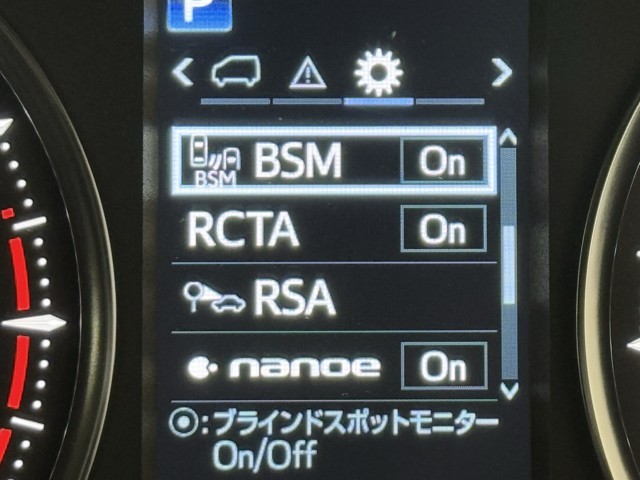 P
BSM BSM On
RCTA On
RSA
nanoe On
◉:ブラインドスポットモニター
On/Off